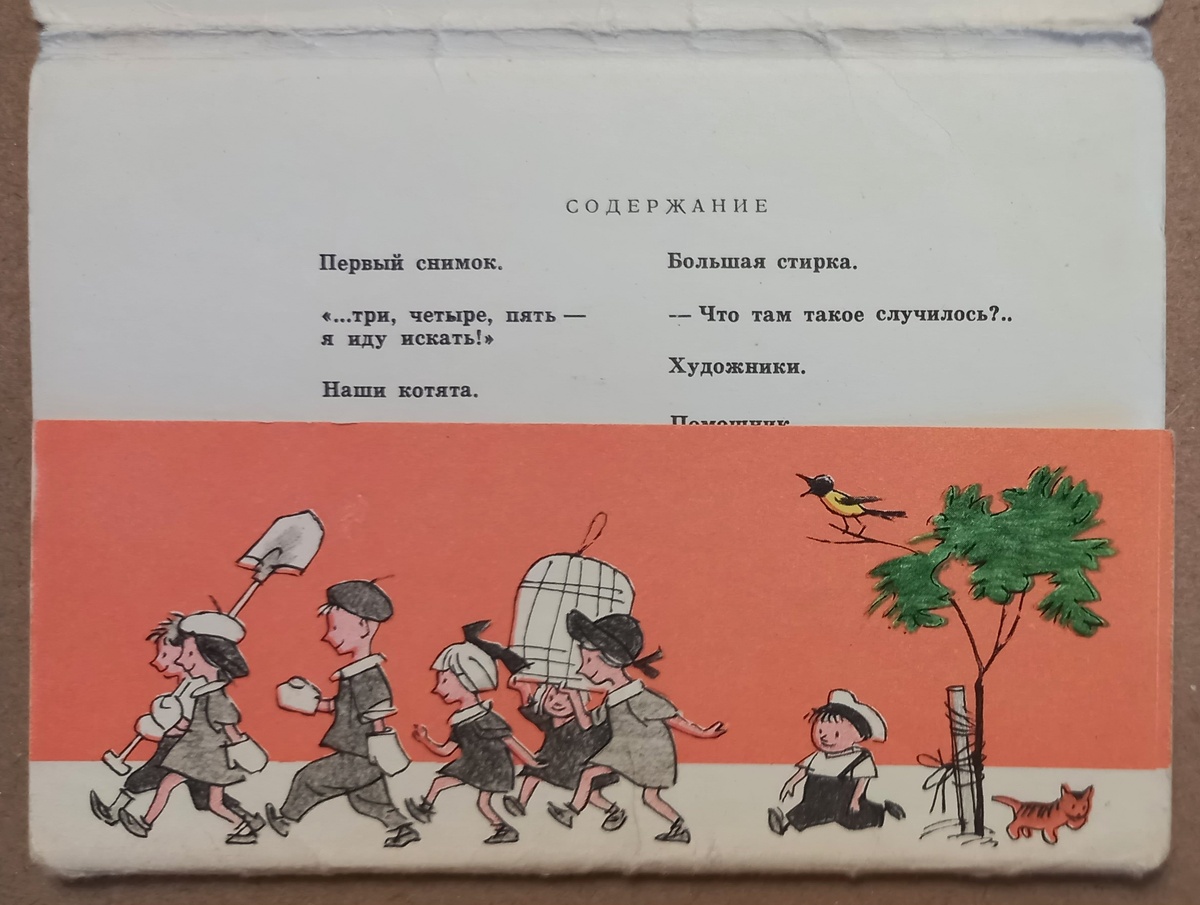 СОДЕРЖАНИЕ
Первый снимок.
«...три, четыре, пять —
я иду искать!»
Наши котята.
Большая стирка.
— Что там такое случилось?..
Художники.